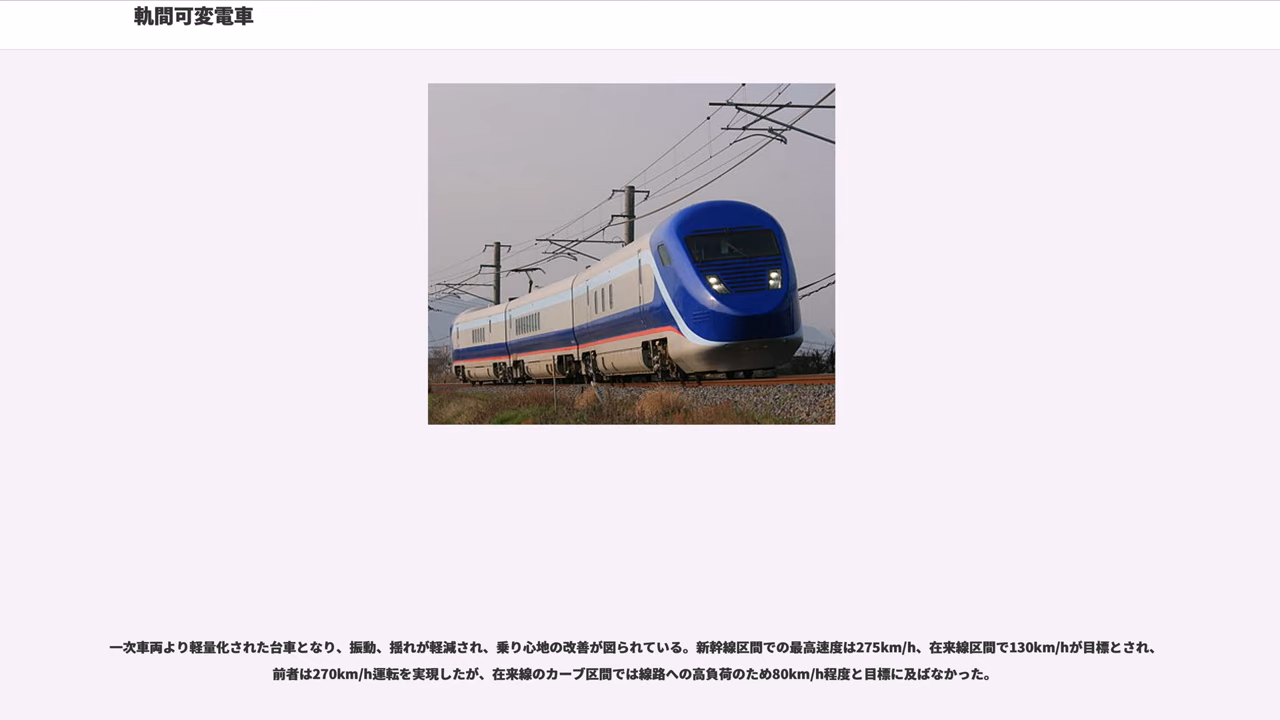 軌間可変電車
一次車両より軽量化された台車となり、振動、揺れが軽減され、乗り心地の改善が図られている。新幹線区間での最高速度は275km/h、在来線区間で130km/hが目標とされ、
前者は270km/h運転を実現したが、在来線のカーブ区間では線路への高負荷のため80km/h程度と目標に及ばなかった。